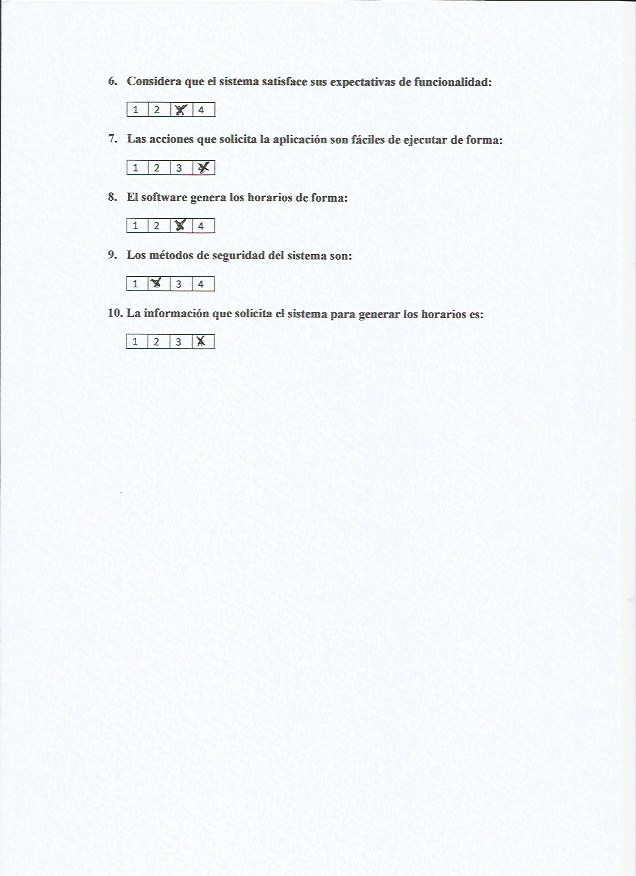 6. Considera que el sistema satisface sus expectativas de funcionalidad:
1 2 3 4
7. Las acciones que solicita la aplicación son fáciles de ejecutar de forma:
1 2 3 4
8. El software genera los horarios de forma:
1 2 3 4
9. Los métodos de seguridad del sistema son:
1 2 3 4
10. La información que solicita el sistema para generar los horarios es:
1 2 3 4